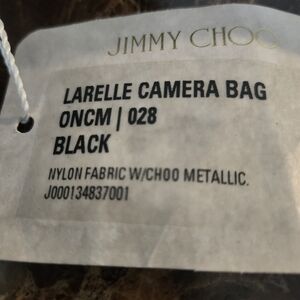 JIMMY CHOO
LARELLE CAMERA BAG
ONCM | 028
BLACK
NYLON FABRIC W/CHOO METALLIC.
J000134837001